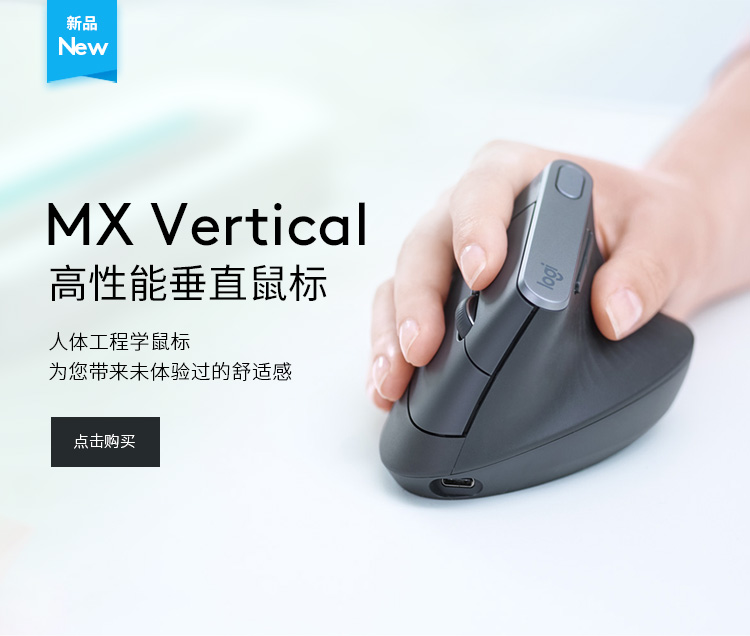 新品
New
MX Vertical
高性能垂直鼠标
人体工程学鼠标
为您带来未体验过的舒适感
点击购买
logi